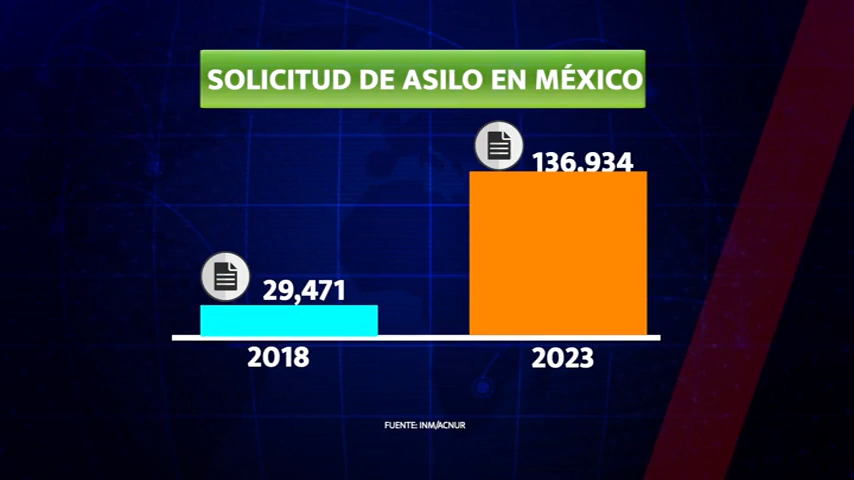 SOLICITUD DE ASILO EN MÉXICO
136,934
29,471
2018 2023
FUENTE: INM/ACNUR